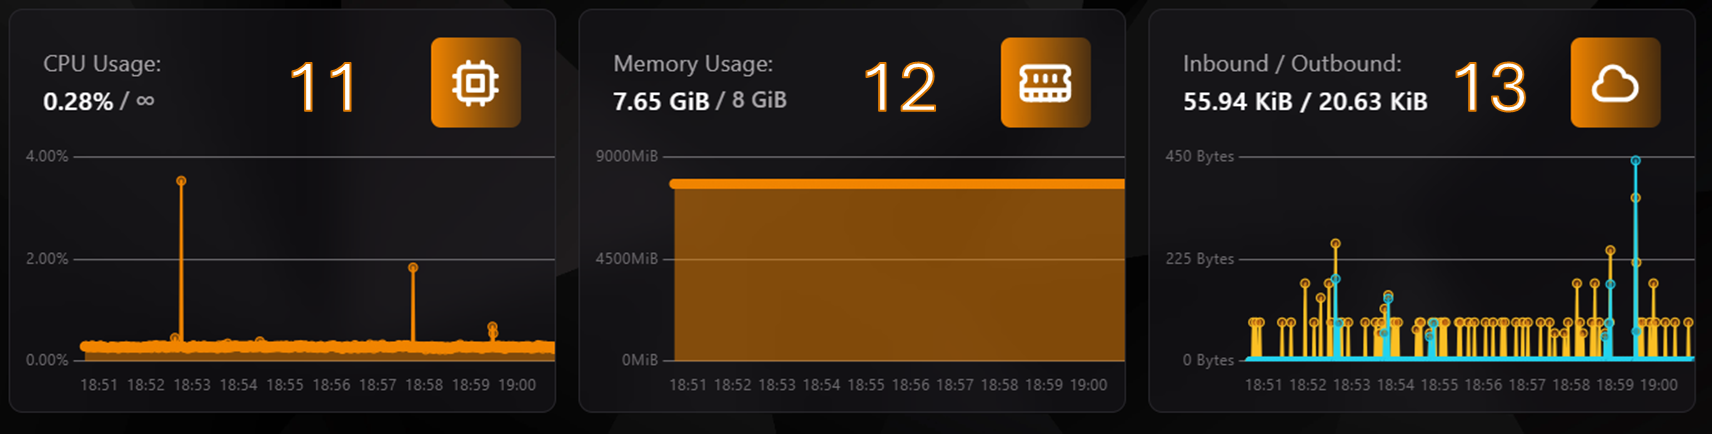 CPU Usage:
0.28% / ∞
11
4.00%
2.00%
0.00%
18:51 18:52 18:53 18:54 18:55 18:56 18:57 18:58 18:59 19:00
Memory Usage:
7.65 GiB / 8 GiB
12
9000MiB
4500MiB
0MiB
18:51 18:52 18:53 18:54 18:55 18:56 18:57 18:58 18:59 19:00
Inbound / Outbound:
55.94 KiB / 20.63 KiB
13
450 Bytes
225 Bytes
0 Bytes
18:51 18:52 18:53 18:54 18:55 18:56 18:57 18:58 18:59 19:00